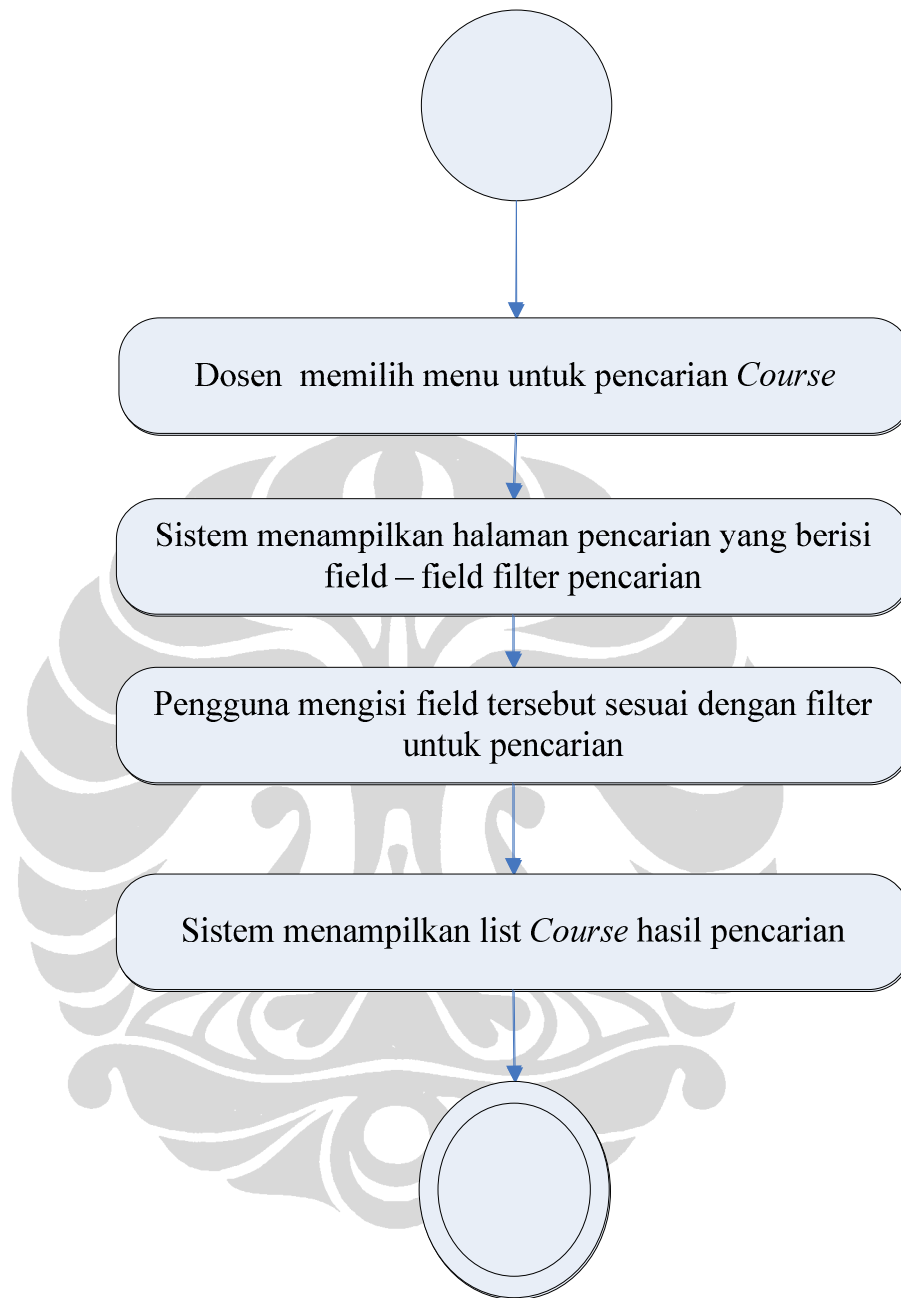 Dosen  memilih menu untuk pencarian Course
Sistem menampilkan halaman pencarian yang berisi
field – field filter pencarian
Pengguna mengisi field tersebut sesuai dengan filter
untuk pencarian
Sistem menampilkan list Course hasil pencarian